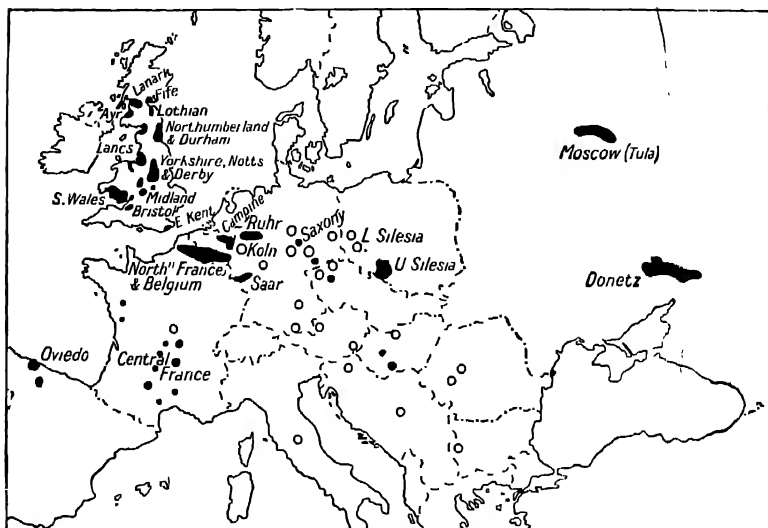 Lanark
Fife
Ayr
Lothian
Northumberland
& Durham
Lancs
Yorkshire, Notts
& Derby
S. Wales
Midland
Bristol
E Kent
Campine
Ruhr
Saxony
L Silesia
Köln
U Silesia
North'n France
& Belgium
Saar
Moscow (Tula)
Donetz
Oviedo
Central
France